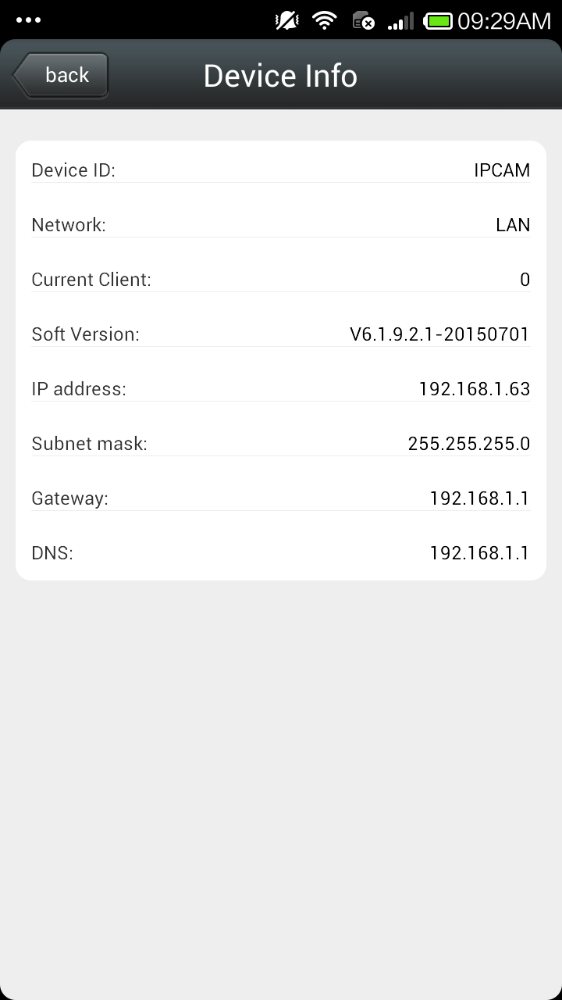 09:29AM
back
Device Info
Device ID: IPCAM
Network: LAN
Current Client: 0
Soft Version: V6.1.9.2.1-20150701
IP address: 192.168.1.63
Subnet mask: 255.255.255.0
Gateway: 192.168.1.1
DNS: 192.168.1.1